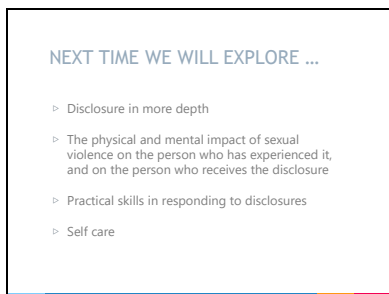 NEXT TIME WE WILL EXPLORE ...
▷ Disclosure in more depth
▷ The physical and mental impact of sexual
violence on the person who has experienced it,
and on the person who receives the disclosure
▷ Practical skills in responding to disclosures
▷ Self care